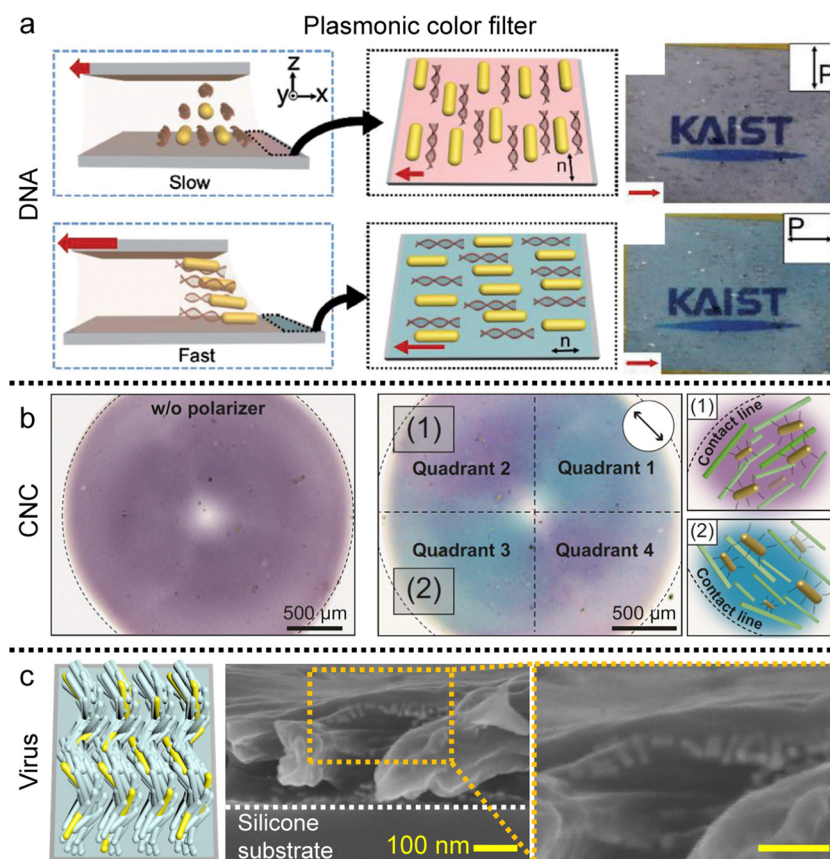 a
Plasmonic color filter
DNA
z
y
x
Slow
n
P
KAIST
Fast
n
P
KAIST
b
CNC
w/o polarizer
500 µm
(1)
Quadrant 2
Quadrant 1
Quadrant 3
Quadrant 4
(2)
500 µm
(1)
Contact line
(2)
Contact line
c
Virus
Silicone
substrate
100 nm